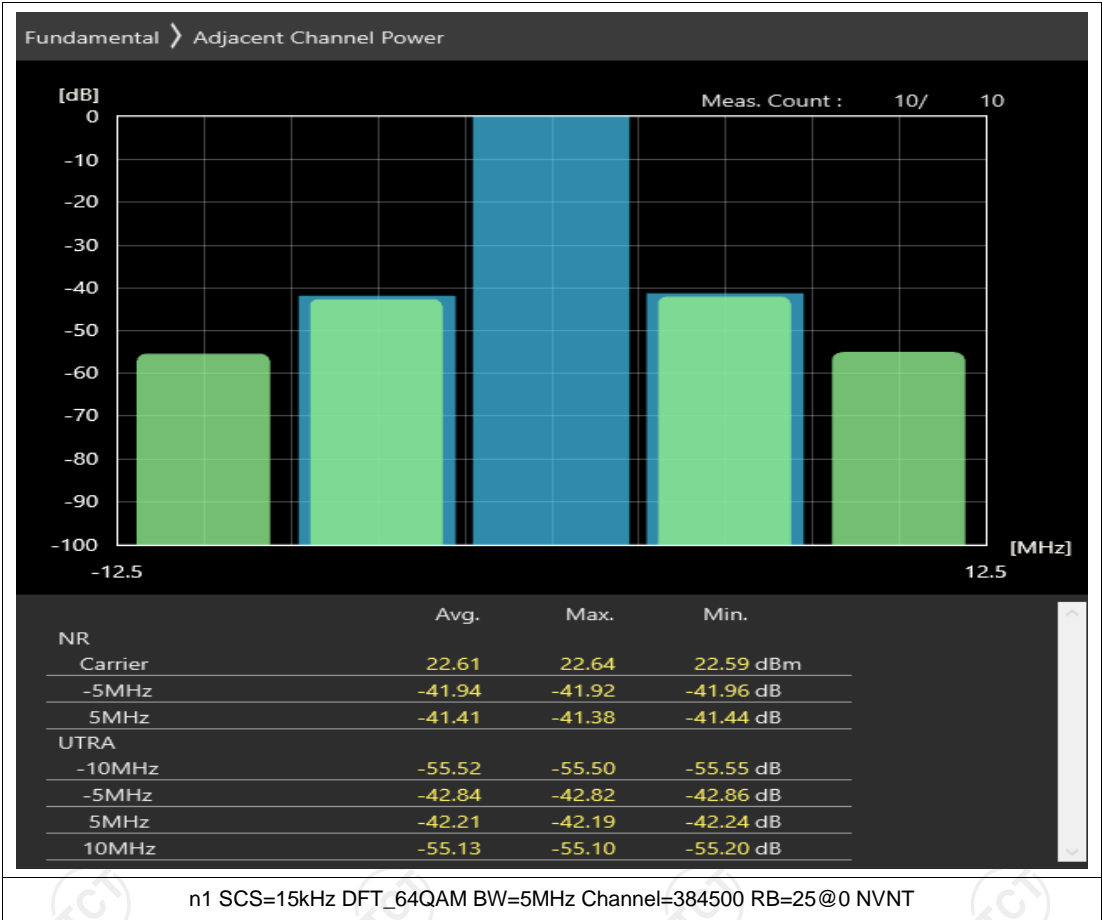 Fundamental ❯ Adjacent Channel Power
[dB]
Meas. Count : 10/ 10
0
-10
-20
-30
-40
-50
-60
-70
-80
-90
-100
[MHz]
-12.5 12.5
Avg. Max. Min.
NR
Carrier 22.61 22.64 22.59 dBm
-5MHz -41.94 -41.92 -41.96 dB
5MHz -41.41 -41.38 -41.44 dB
UTRA
-10MHz -55.52 -55.50 -55.55 dB
-5MHz -42.84 -42.82 -42.86 dB
5MHz -42.21 -42.19 -42.24 dB
10MHz -55.13 -55.10 -55.20 dB
n1 SCS=15kHz DFT_64QAM BW=5MHz Channel=384500 RB=25@0 NVNT
TCT TCT TCT TCT